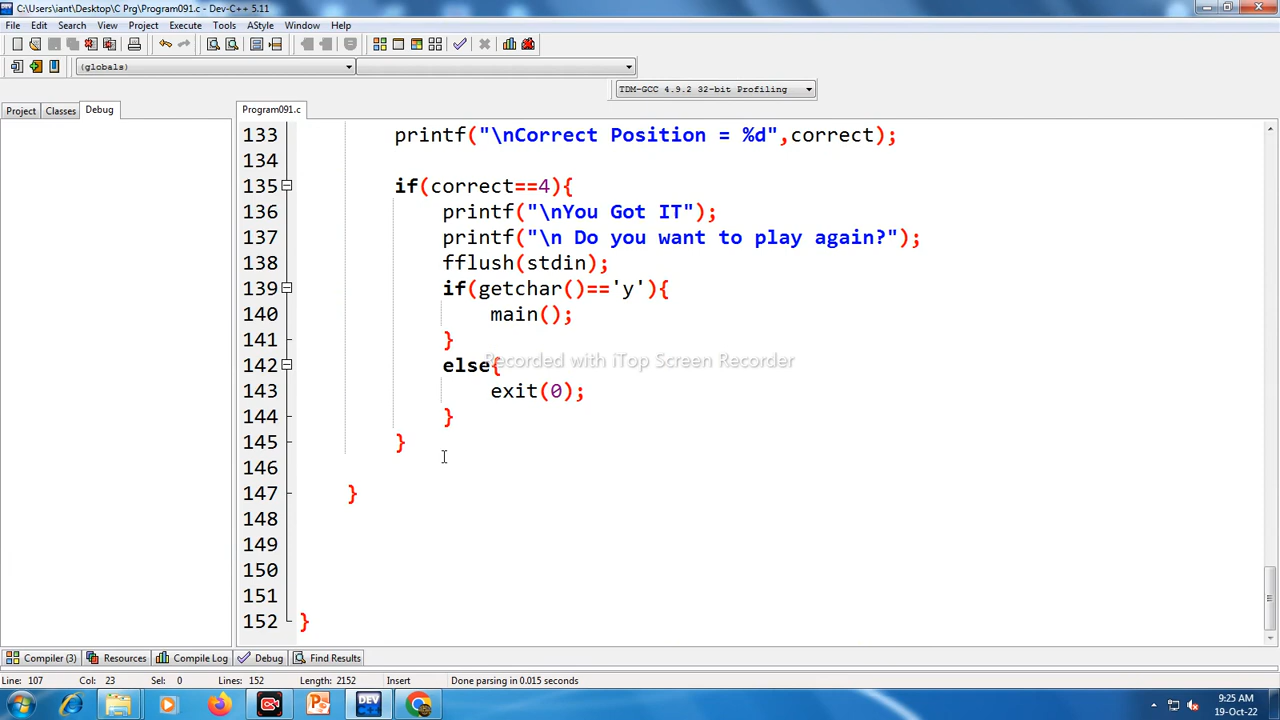 C:\Users\iant\Desktop\C Prg\Program091.c - Dev-C++ 5.11
File Edit Search View Project Execute Tools AStyle Window Help
(globals)
TDM-GCC 4.9.2 32-bit Profiling
Project Classes Debug Program091.c
133 printf("\nCorrect Position = %d",correct);
134
135 if(correct==4){
136 printf("\nYou Got IT");
137 printf("\n Do you want to play again?");
138 fflush(stdin);
139 if(getchar()=='y'){
140 main();
141 }
Recorded with iTop Screen Recorder
142 else{
143 exit(0);
144 }
145 }
146
147 }
148
149
150
151
152 }
Compiler (3) Resources Compile Log Debug Find Results
Line: 107 Col: 23 Sel: 0 Lines: 152 Length: 2152 Insert Done parsing in 0.015 seconds
DEV
9:25 AM
19-Oct-22